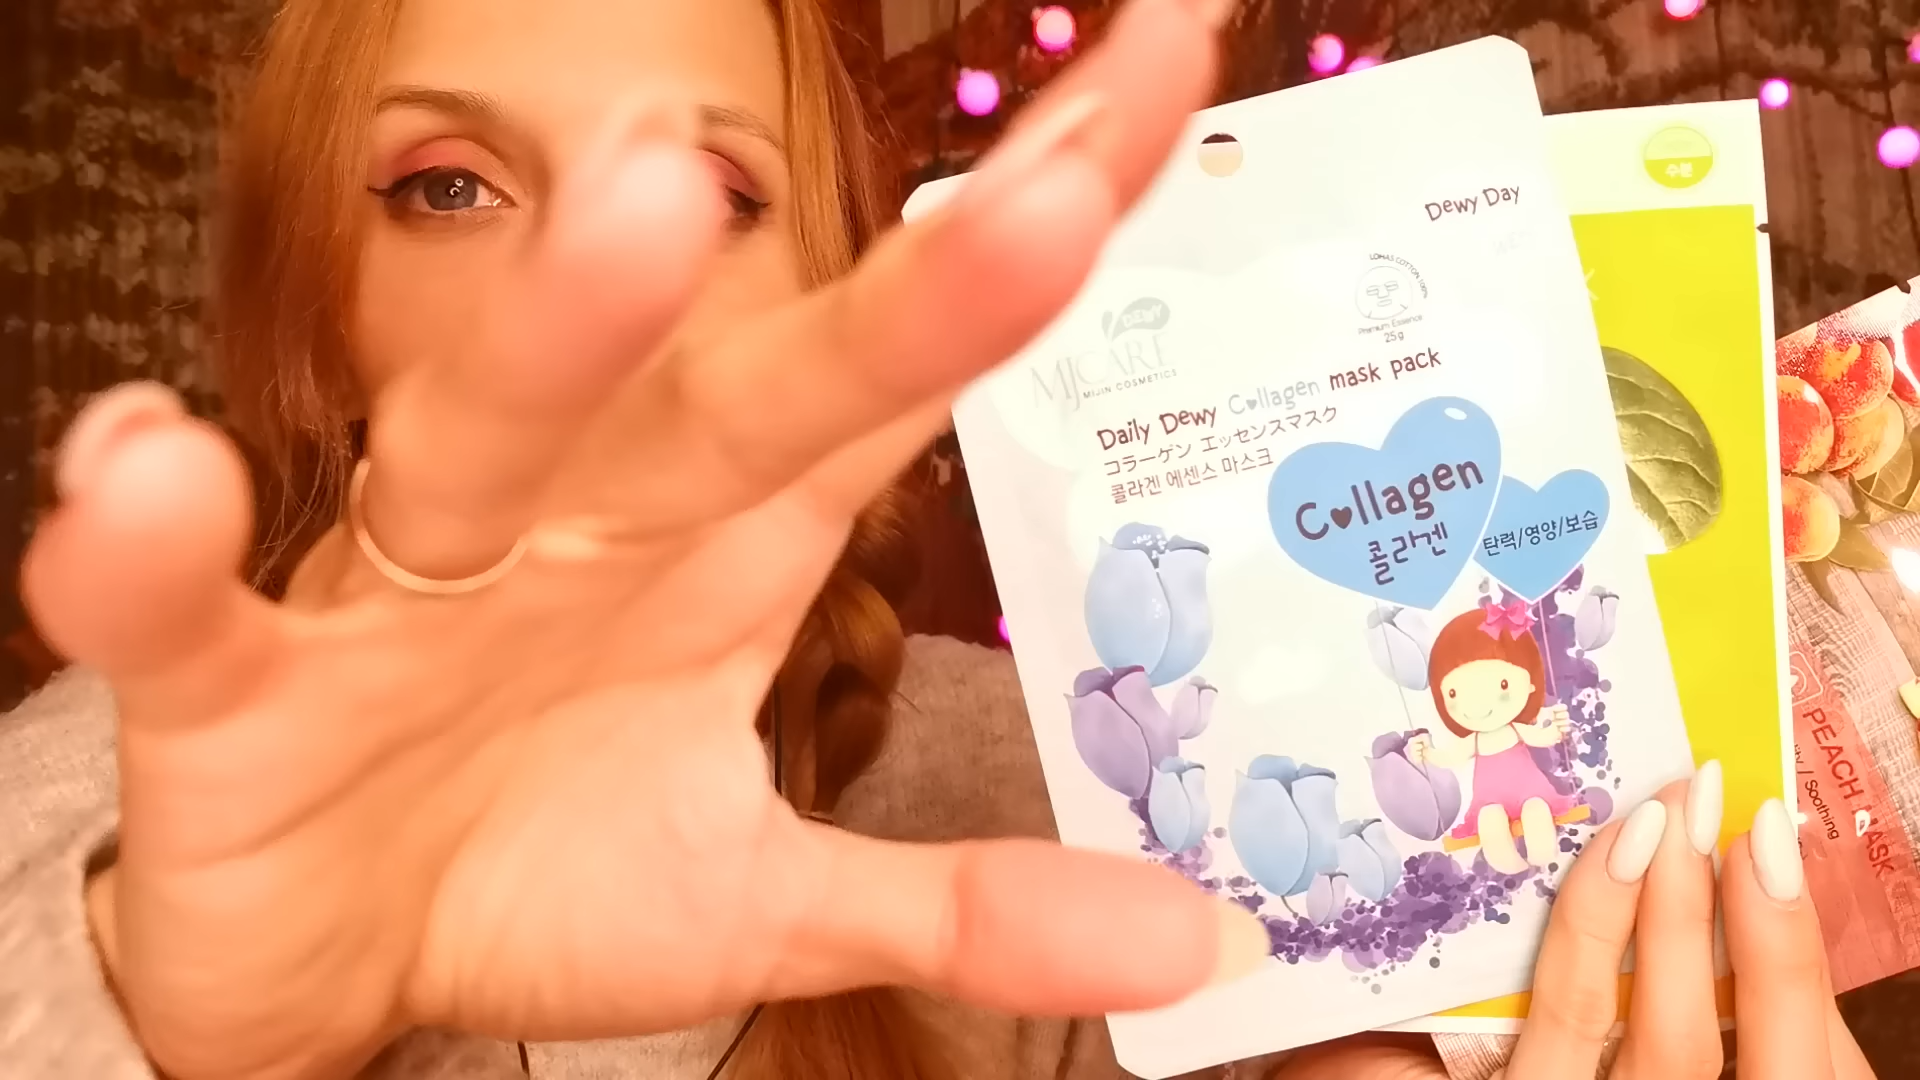 Dewy Day
LOHAS COTTON 100%
Premium Essence
25g
DEWY
MJCARE
MIJIN COSMETICS
Daily Dewy Collagen mask pack
コラーゲン エッセンスマスク
콜라겐 에센스 마스크
Collagen
콜라겐
탄력/영양/보습
수분
PEACH MASK
/ Soothing